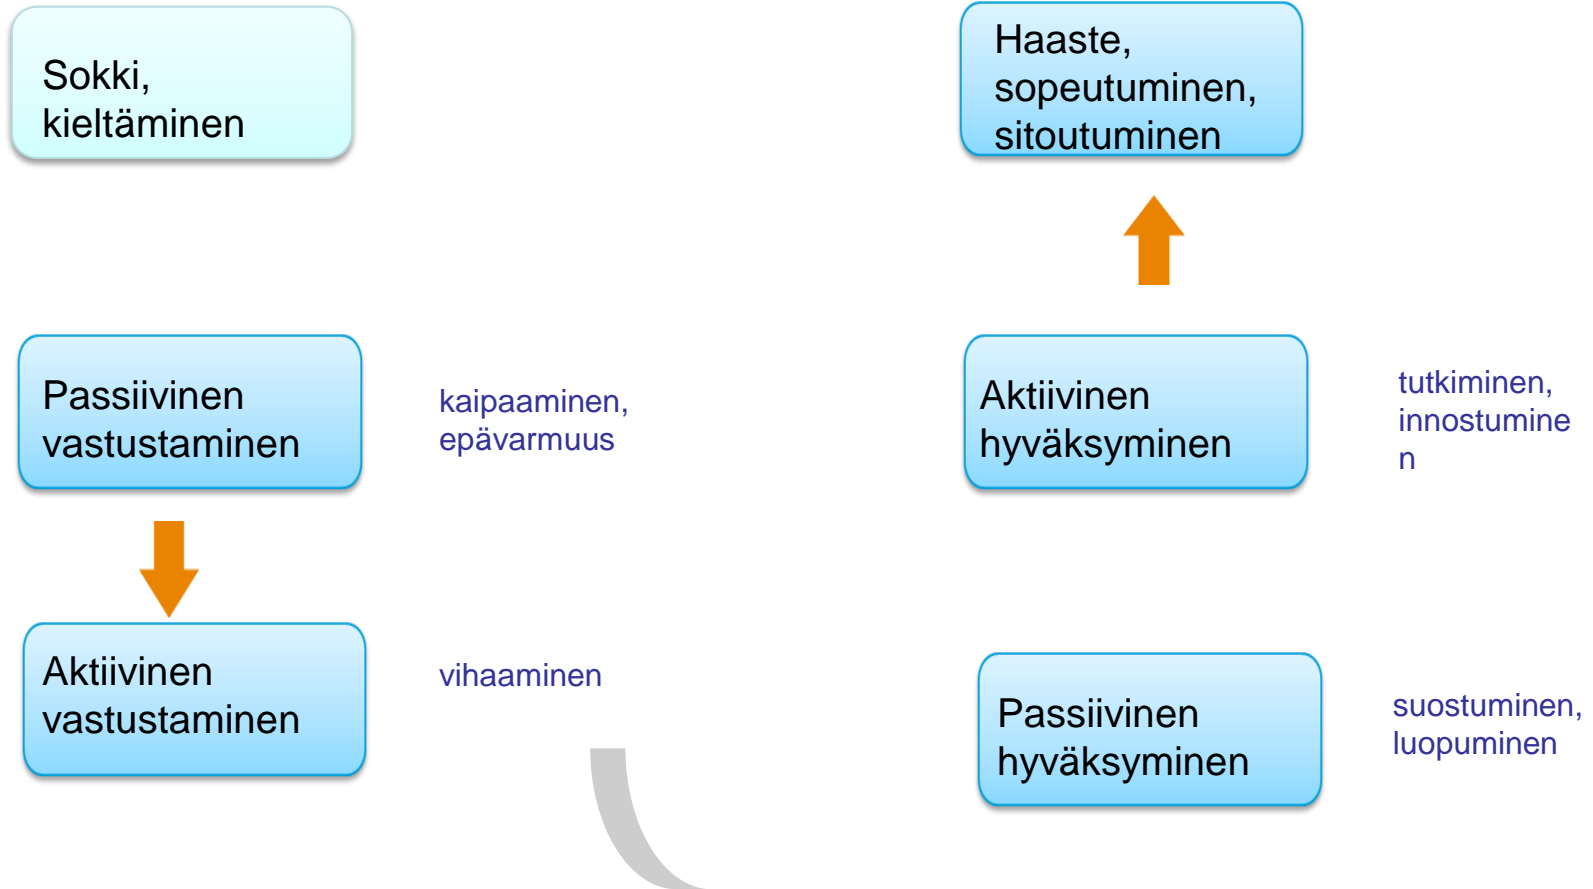 Sokki,
kieltäminen
Haaste,
sopeutuminen,
sitoutuminen
Passiivinen
vastustaminen
kaipaaminen,
epävarmuus
Aktiivinen
hyväksyminen
tutkiminen,
innostumine
n
Aktiivinen
vastustaminen
vihaaminen
Passiivinen
hyväksyminen
suostuminen,
luopuminen